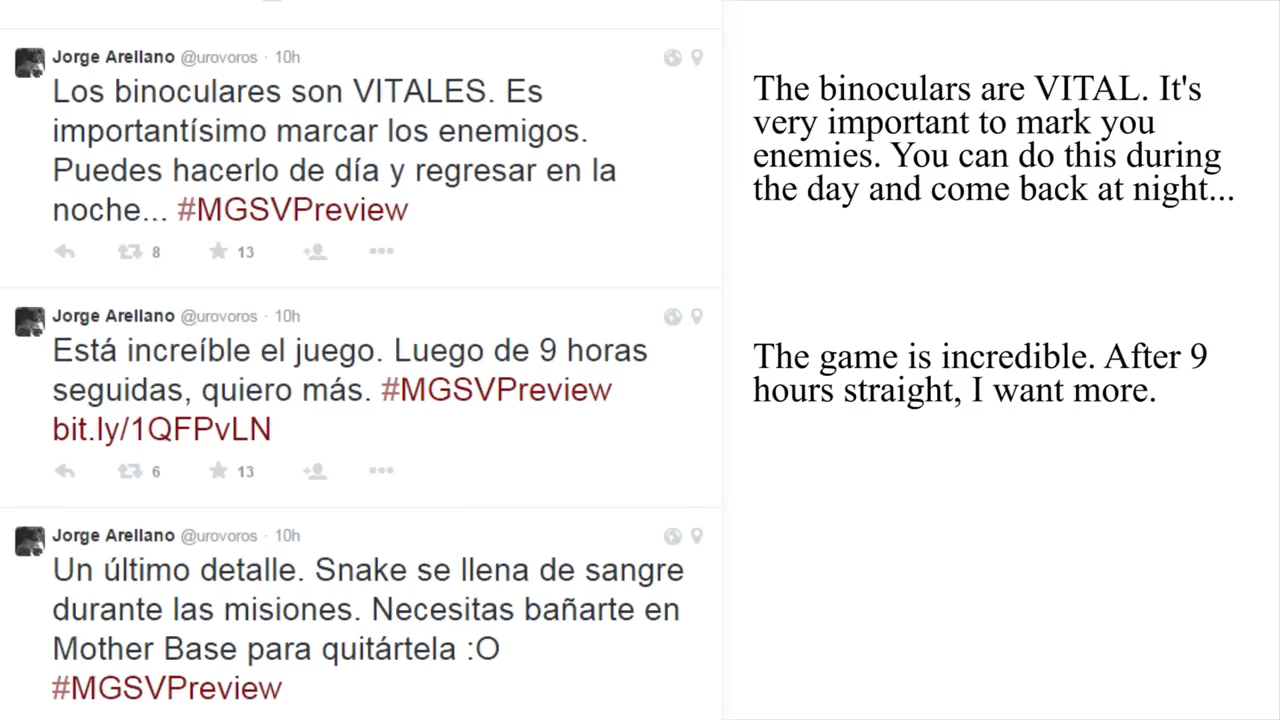 Jorge Arellano @urovoros · 10h
Los binoculares son VITALES. Es
importantísimo marcar los enemigos.
Puedes hacerlo de día y regresar en la
noche... #MGSVPreview
8 13
The binoculars are VITAL. It's
very important to mark you
enemies. You can do this during
the day and come back at night...
Jorge Arellano @urovoros · 10h
Está increíble el juego. Luego de 9 horas
seguidas, quiero más. #MGSVPreview
bit.ly/1QFPvLN
6 13
The game is incredible. After 9
hours straight, I want more.
Jorge Arellano @urovoros · 10h
Un último detalle. Snake se llena de sangre
durante las misiones. Necesitas bañarte en
Mother Base para quitártela :O
#MGSVPreview